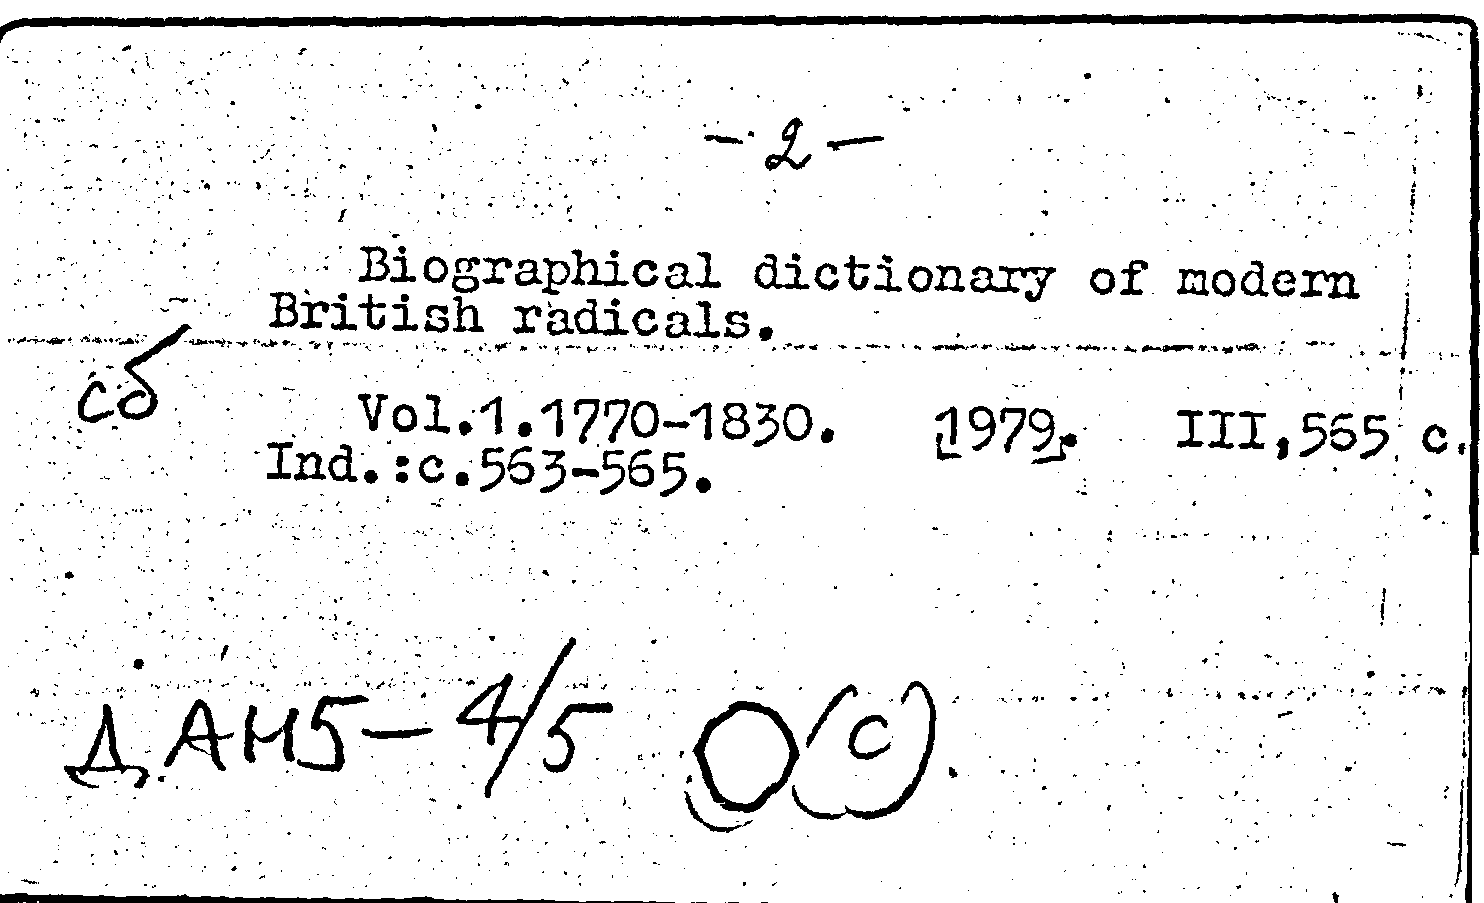 - 2 -
Biographical dictionary of modern
British radicals.
сб
Vol.1.1770-1830. 1979. III,565 с.
Ind.:с.563-565.
ДАН5-4/5 О(с)